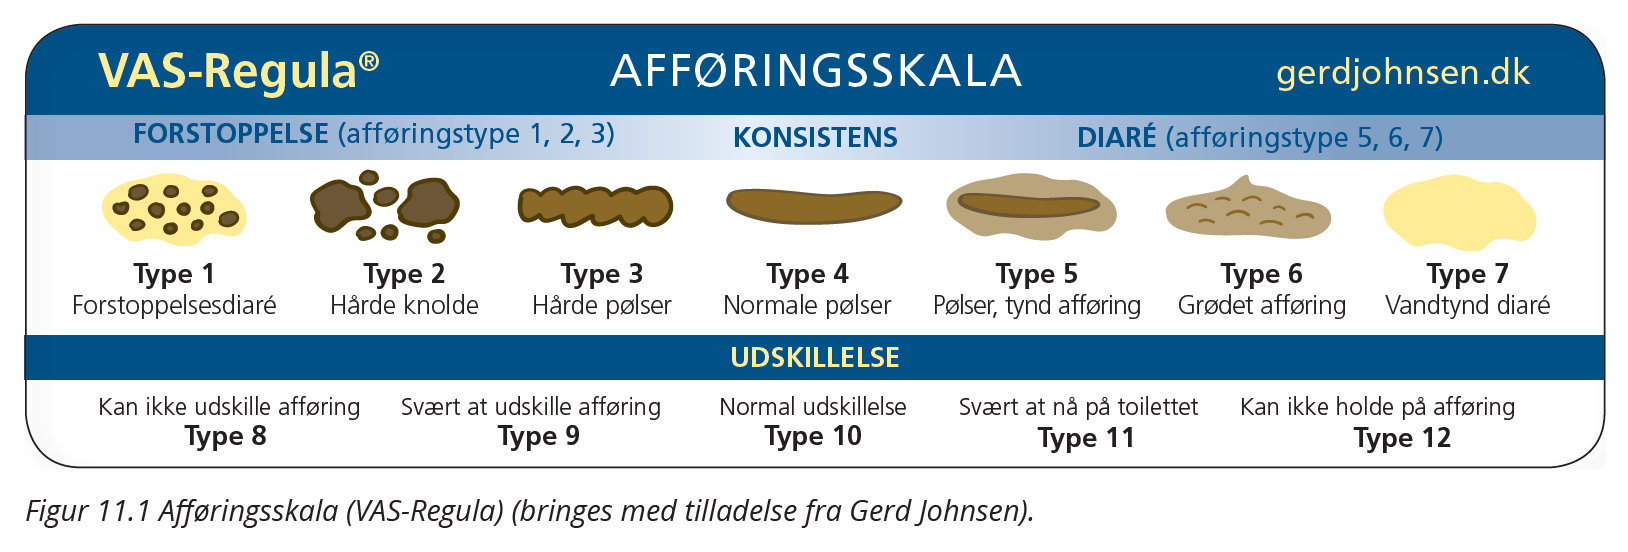 VAS-Regula® AFFØRINGSSKALA gerdjohnsen.dk
FORSTOPPELSE (afføringstype 1, 2, 3) KONSISTENS DIARÉ (afføringstype 5, 6, 7)
Type 1 Type 2 Type 3 Type 4 Type 5 Type 6 Type 7
Forstoppelsesdiaré Hårde knolde Hårde pølser Normale pølser Pølser, tynd afføring Grødet afføring Vandtynd diaré
UDSKILLELSE
Kan ikke udskille afføring Svært at udskille afføring Normal udskillelse Svært at nå på toilettet Kan ikke holde på afføring
Type 8 Type 9 Type 10 Type 11 Type 12
Figur 11.1 Afføringsskala (VAS-Regula) (bringes med tilladelse fra Gerd Johnsen).